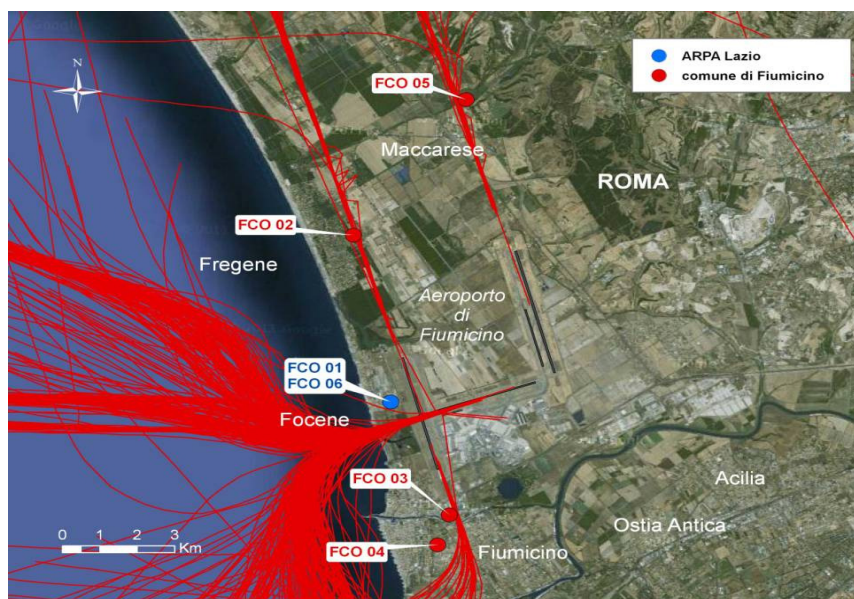 ARPA Lazio
comune di Fiumicino
FCO 05
Maccarese
ROMA
N
FCO 02
Fregene
Aeroporto
di
Fiumicino
FCO 01
FCO 06
Focene
FCO 03
Acilia
Ostia Antica
FCO 04
Fiumicino
0 1 2 3
Km